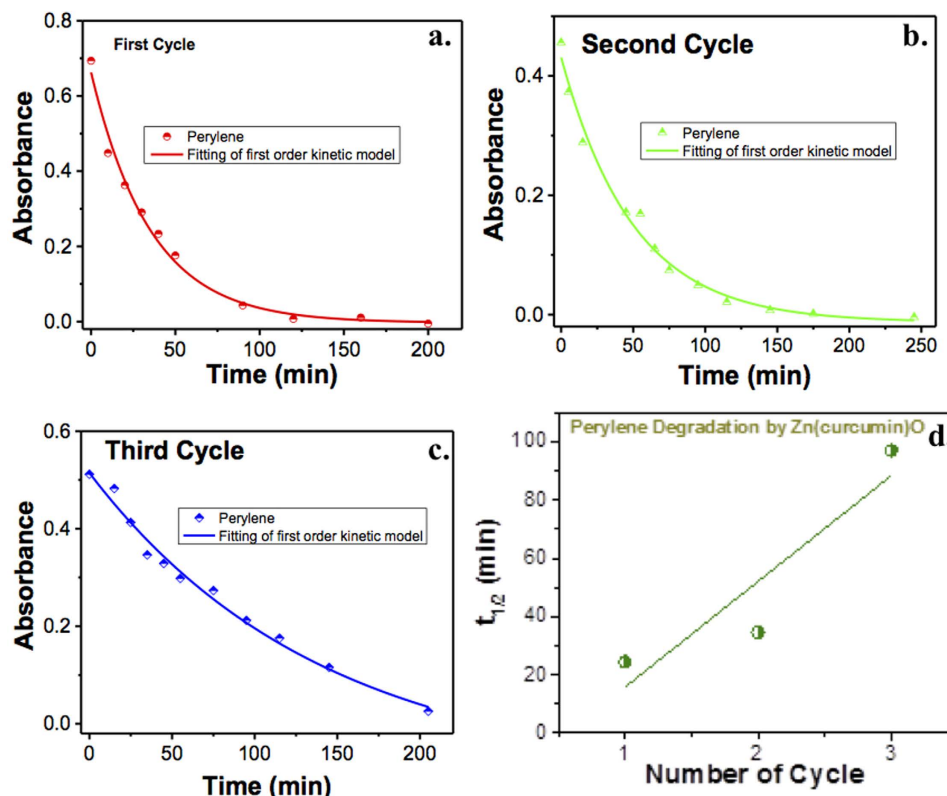 a.
First Cycle
Perylene
Fitting of first order kinetic model
Absorbance
0.8
0.6
0.4
0.2
0.0
0 50 100 150 200
Time (min)
b.
Second Cycle
Perylene
Fitting of first order kinetic model
Absorbance
0.4
0.2
0.0
0 50 100 150 200 250
Time (min)
c.
Third Cycle
Perylene
Fitting of first order kinetic model
Absorbance
0.6
0.4
0.2
0.0
0 50 100 150 200
Time (min)
Perylene Degradation by Zn(curcumin)O
d.
t1/2 (min)
100
80
60
40
20
0
1 2 3
Number of Cycle